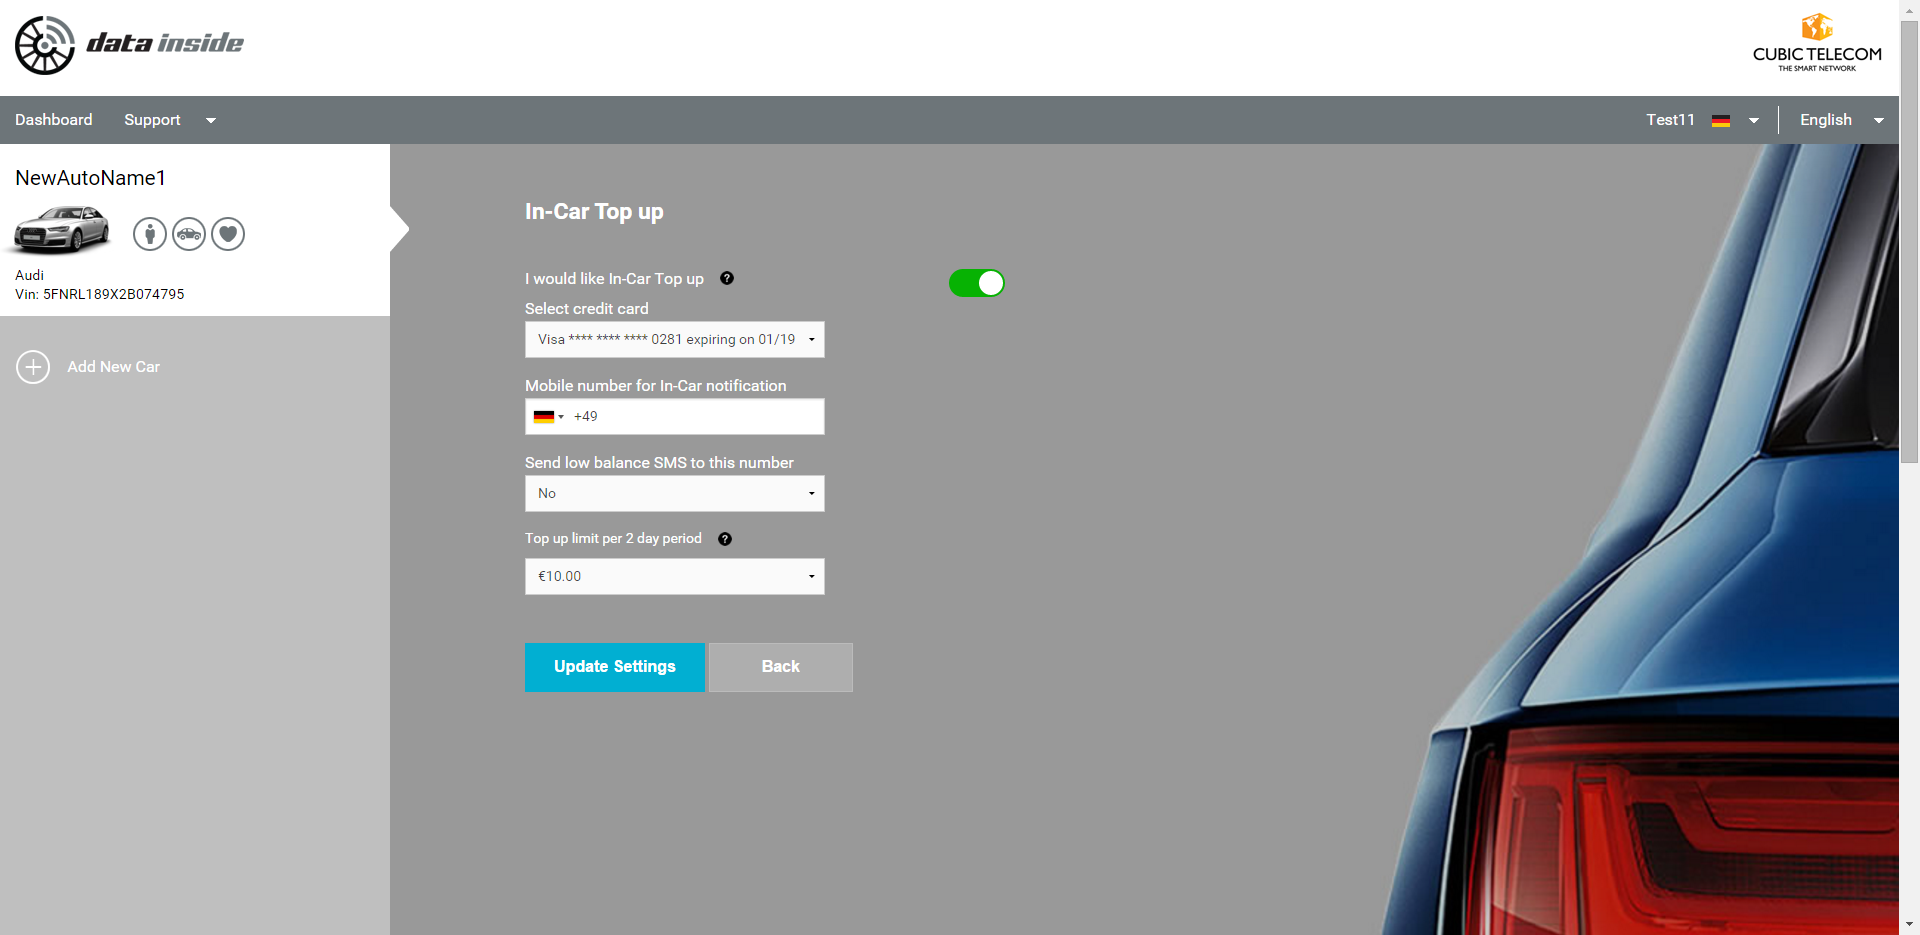 data inside
CUBIC TELECOM
THE SMART NETWORK
Dashboard Support
Test11 English
NewAutoName1
Audi
Vin: 5FNRL189X2B074795
Add New Car
In-Car Top up
I would like In-Car Top up ?
Select credit card
Visa **** **** **** 0281 expiring on 01/19
Mobile number for In-Car notification
+49
Send low balance SMS to this number
No
Top up limit per 2 day period ?
€10.00
Update Settings Back